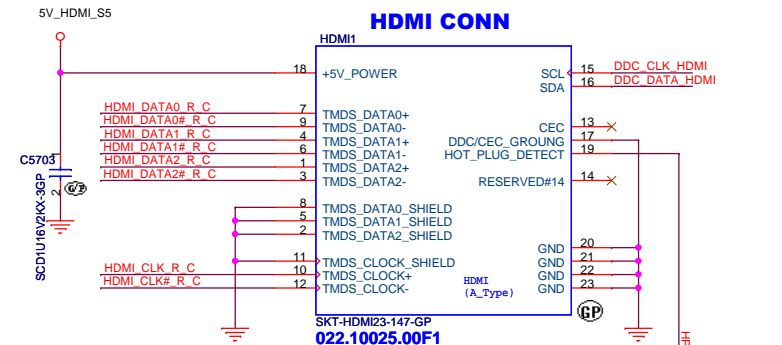 5V_HDMI_S5
HDMI CONN
HDMI1
18 +5V_POWER
SCL 15 DDC_CLK_HDMI
SDA 16 DDC_DATA_HDMI
HDMI_DATA0_R_C 7 TMDS_DATA0+
HDMI_DATA0#_R_C 9 TMDS_DATA0-
CEC 13
HDMI_DATA1_R_C 4 TMDS_DATA1+
DDC/CEC_GROUNG 17
HDMI_DATA1#_R_C 6 TMDS_DATA1-
HOT_PLUG_DETECT 19
HDMI_DATA2_R_C 1 TMDS_DATA2+
HDMI_DATA2#_R_C 3 TMDS_DATA2-
RESERVED#14 14
C5703
2
GP
SCD1U16V2KX-3GP
8 TMDS_DATA0_SHIELD
5 TMDS_DATA1_SHIELD
2 TMDS_DATA2_SHIELD
GND 20
11 TMDS_CLOCK_SHIELD
GND 21
HDMI_CLK_R_C 10 TMDS_CLOCK+
GND 22
HDMI_CLK#_R_C 12 TMDS_CLOCK-
GND 23
HDMI
(A_Type)
GP
SKT-HDMI23-147-GP
022.10025.00F1